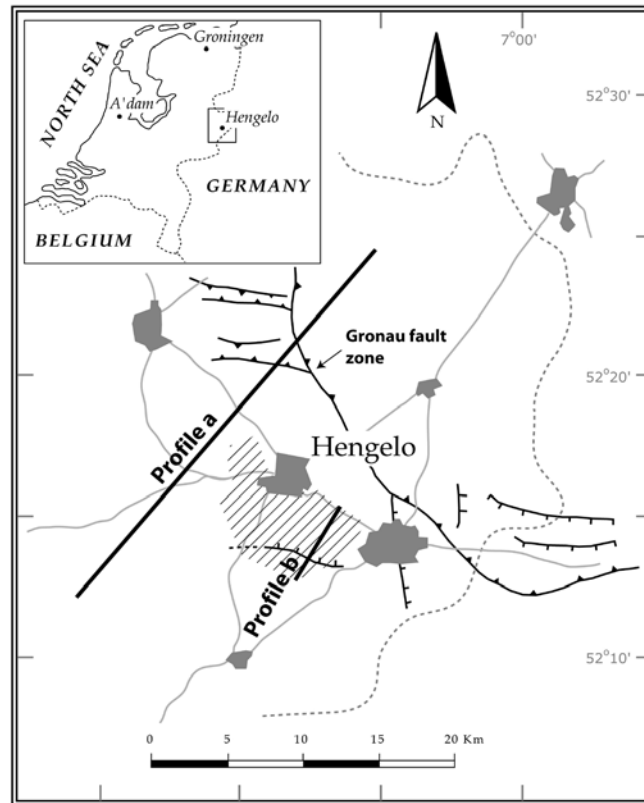 Groningen
NORTH SEA
A'dam
Hengelo
GERMANY
BELGIUM
7°00'
52°30'
N
Gronau fault
zone
52°20'
Profile a
Hengelo
Profile b
52°10'
0 5 10 15 20 Km